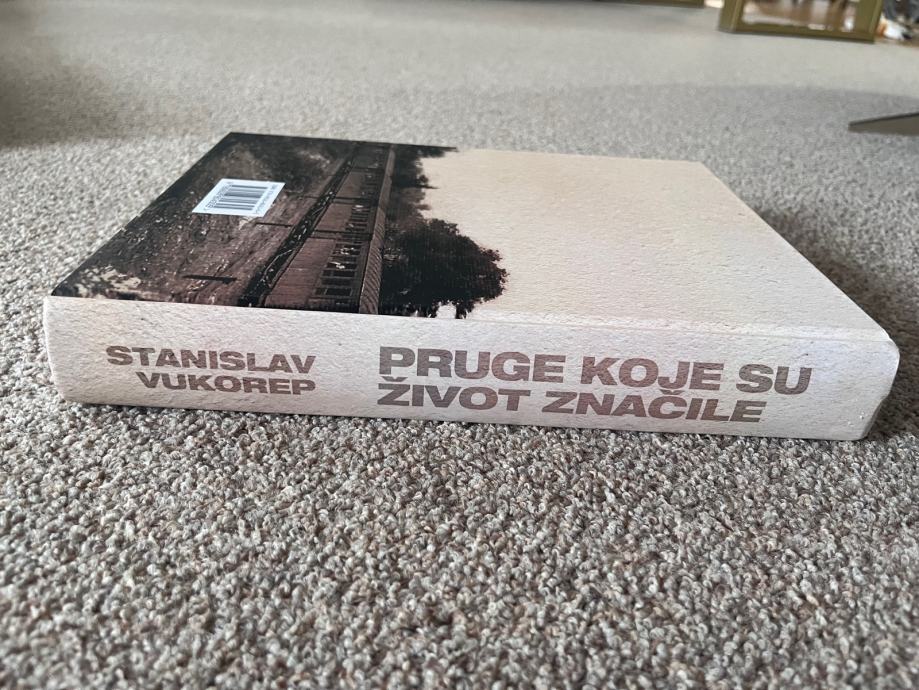 STANISLAV
VUKOREP
PRUGE KOJE SU
ŽIVOT ZNAČILE